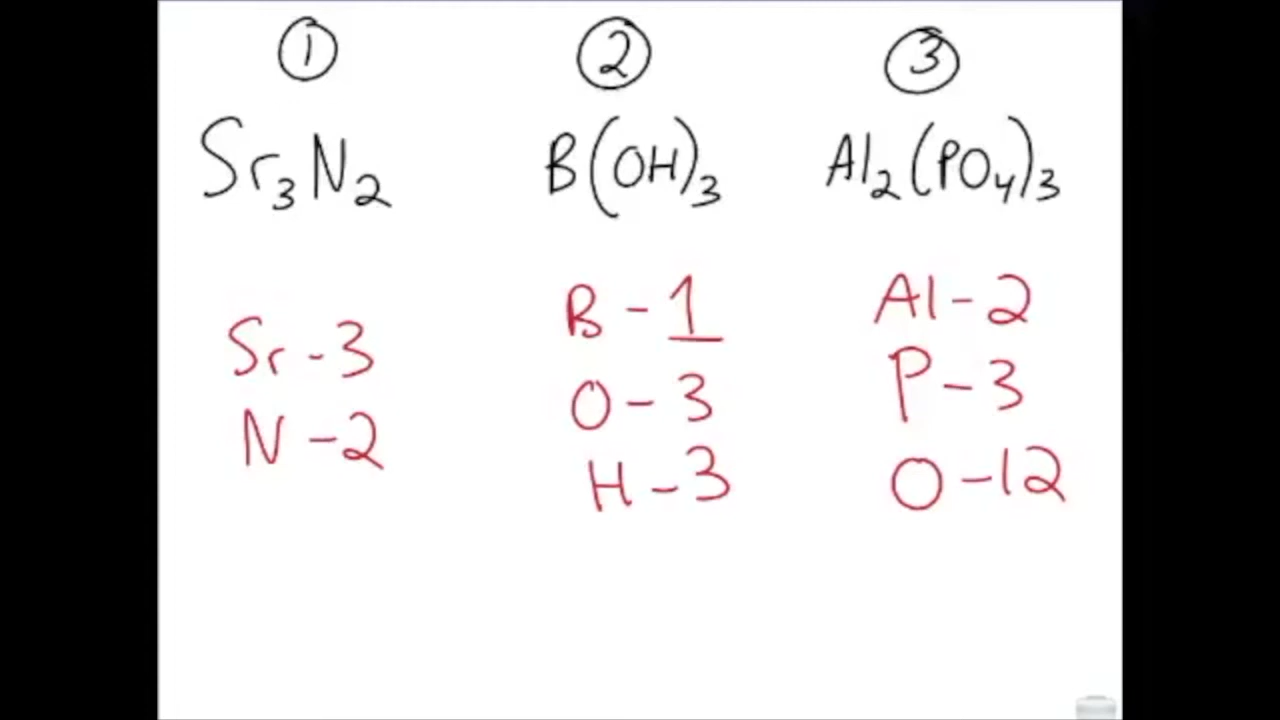 ① ② ③
Sr₃N₂ B(OH)₃ Al₂(PO₄)₃
Sr - 3
N - 2
B - 1
O - 3
H - 3
Al - 2
P - 3
O - 12